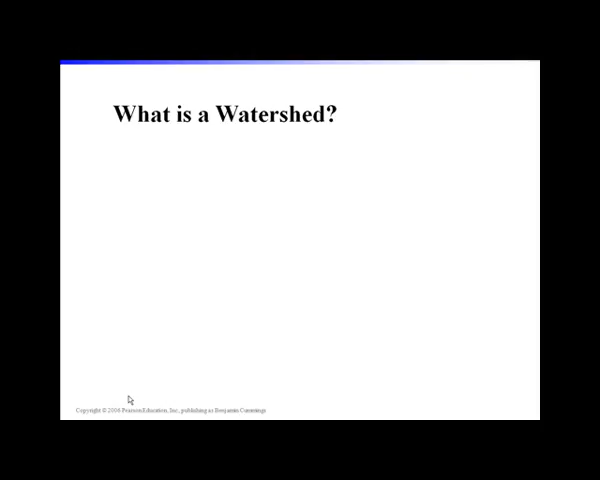 What is a Watershed?
Copyright © 2006 Pearson Education, Inc., publishing as Benjamin Cummings